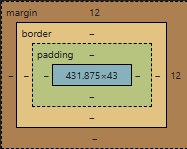 margin 12
border –
padding –
– – – 431.875×43 – – 12
–
–
–